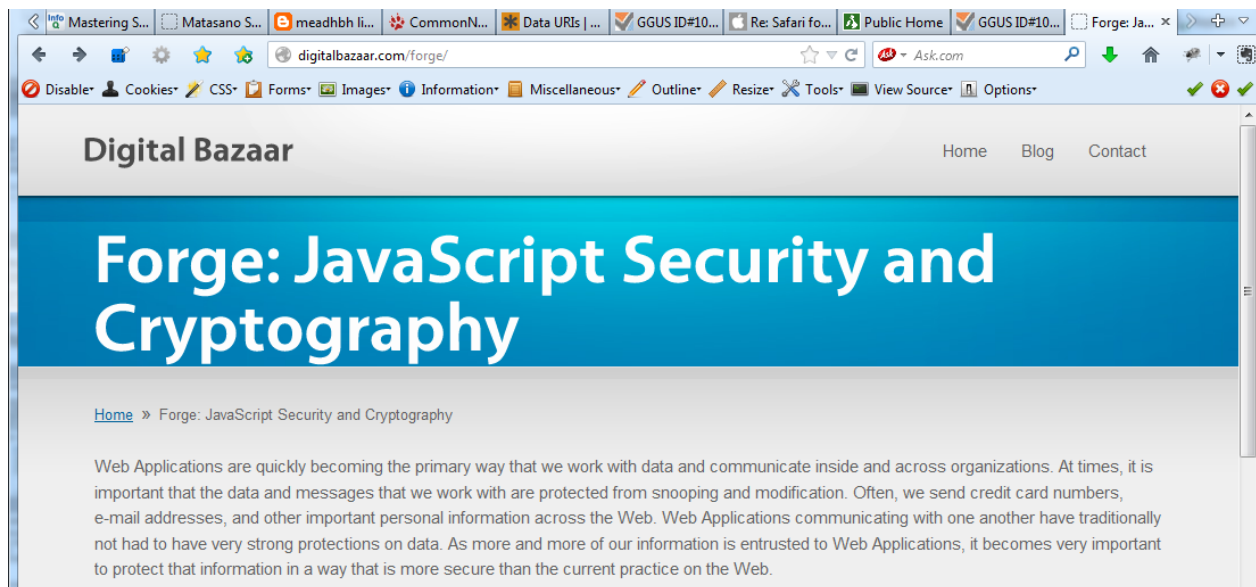 Info Q Mastering S...
Matasano S...
meadhbh li...
CommonN...
Data URIs | ...
GGUS ID#10...
Re: Safari fo...
Public Home
GGUS ID#10...
Forge: Ja...
digitalbazaar.com/forge/
Ask.com
Disable
Cookies
CSS
Forms
Images
Information
Miscellaneous
Outline
Resize
Tools
View Source
Options
Digital Bazaar
Home
Blog
Contact
Forge: JavaScript Security and
Cryptography
Home » Forge: JavaScript Security and Cryptography
Web Applications are quickly becoming the primary way that we work with data and communicate inside and across organizations. At times, it is
important that the data and messages that we work with are protected from snooping and modification. Often, we send credit card numbers,
e-mail addresses, and other important personal information across the Web. Web Applications communicating with one another have traditionally
not had to have very strong protections on data. As more and more of our information is entrusted to Web Applications, it becomes very important
to protect that information in a way that is more secure than the current practice on the Web.